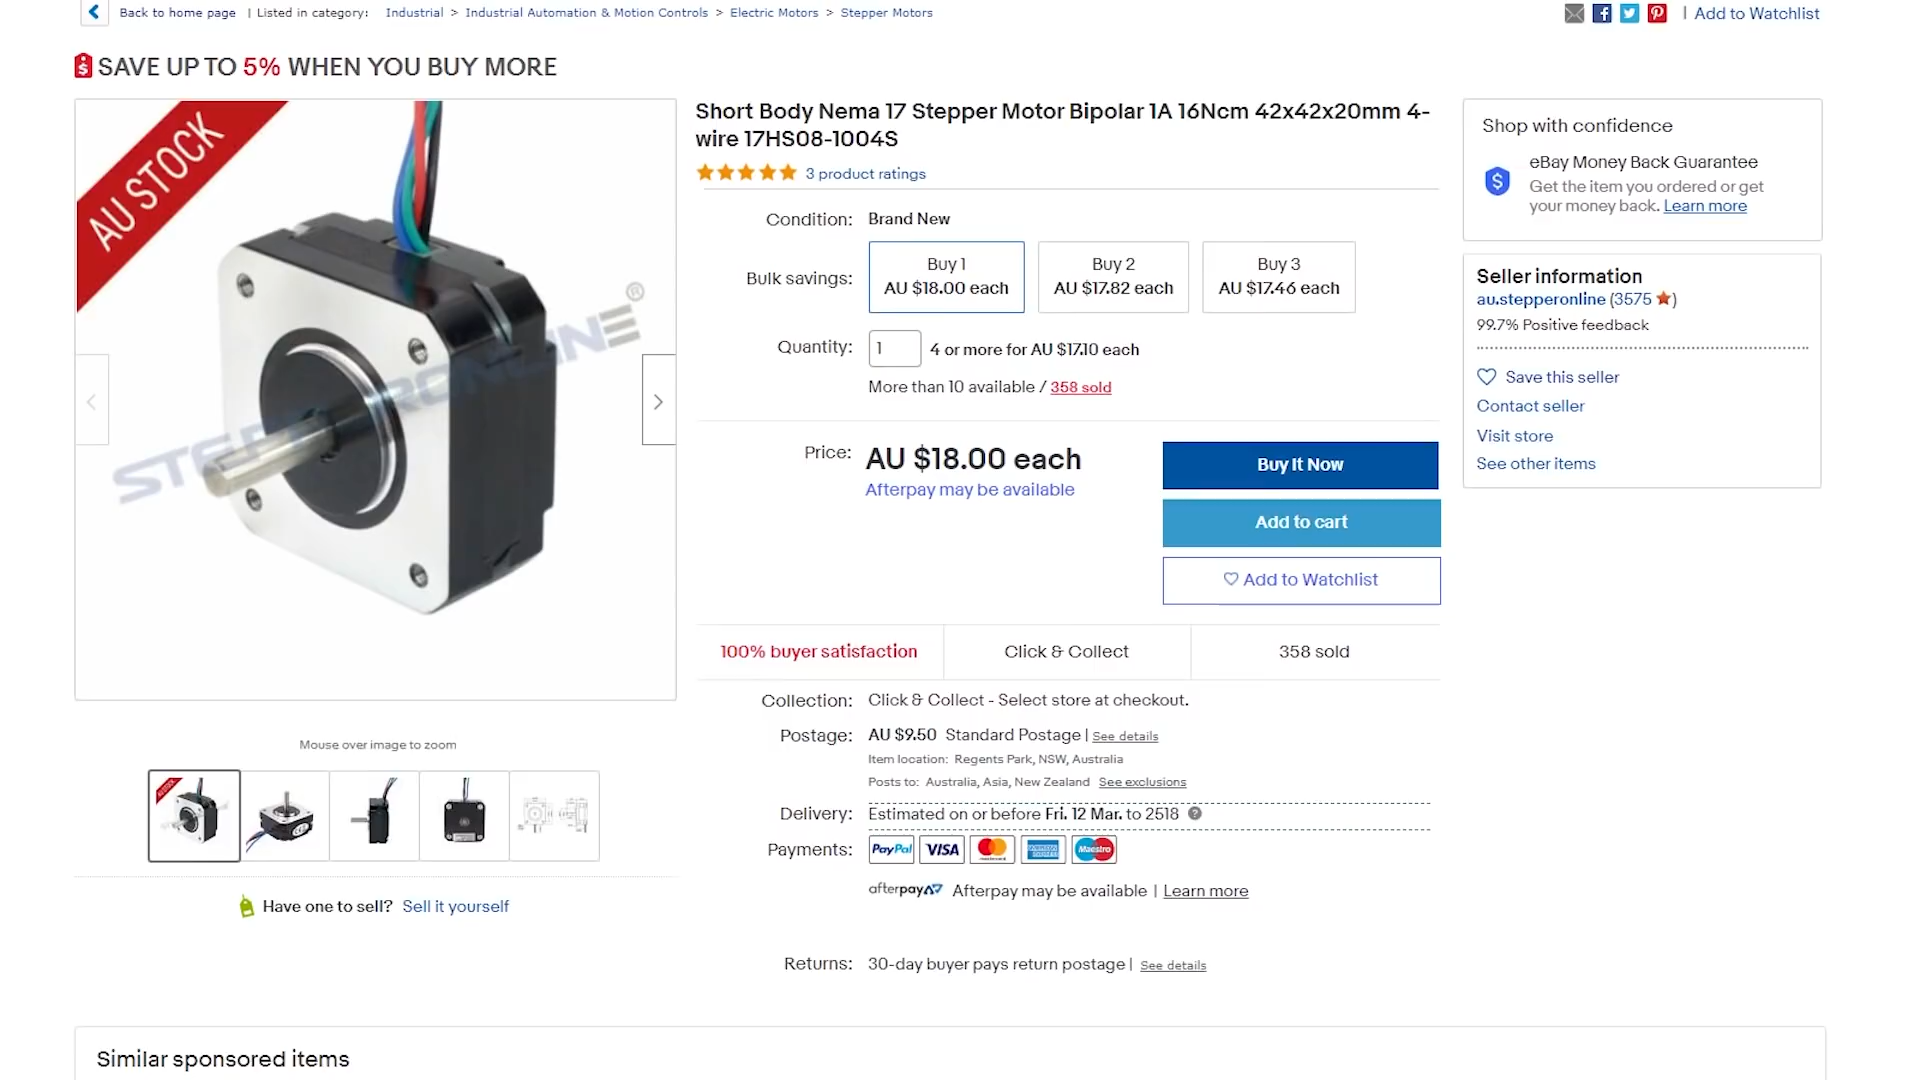 Back to home page | Listed in category: Industrial > Industrial Automation & Motion Controls > Electric Motors > Stepper Motors
| Add to Watchlist
SAVE UP TO 5% WHEN YOU BUY MORE
AU STOCK
STEPPERONLINE®
Mouse over image to zoom
Have one to sell? Sell it yourself
Short Body Nema 17 Stepper Motor Bipolar 1A 16Ncm 42x42x20mm 4-
wire 17HS08-1004S
3 product ratings
Condition: Brand New
Bulk savings:
Buy 1
AU $18.00 each
Buy 2
AU $17.82 each
Buy 3
AU $17.46 each
Quantity: 1 4 or more for AU $17.10 each
More than 10 available / 358 sold
Price: AU $18.00 each
Afterpay may be available
Buy It Now
Add to cart
Add to Watchlist
100% buyer satisfaction
Click & Collect
358 sold
Collection: Click & Collect - Select store at checkout.
Postage: AU $9.50 Standard Postage | See details
Item location: Regents Park, NSW, Australia
Posts to: Australia, Asia, New Zealand See exclusions
Delivery: Estimated on or before Fri. 12 Mar. to 2518
Payments: PayPal VISA mastercard Maestro
afterpay Afterpay may be available | Learn more
Returns: 30-day buyer pays return postage | See details
Shop with confidence
eBay Money Back Guarantee
Get the item you ordered or get
your money back. Learn more
Seller information
au.stepperonline (3575)
99.7% Positive feedback
Save this seller
Contact seller
Visit store
See other items
Similar sponsored items